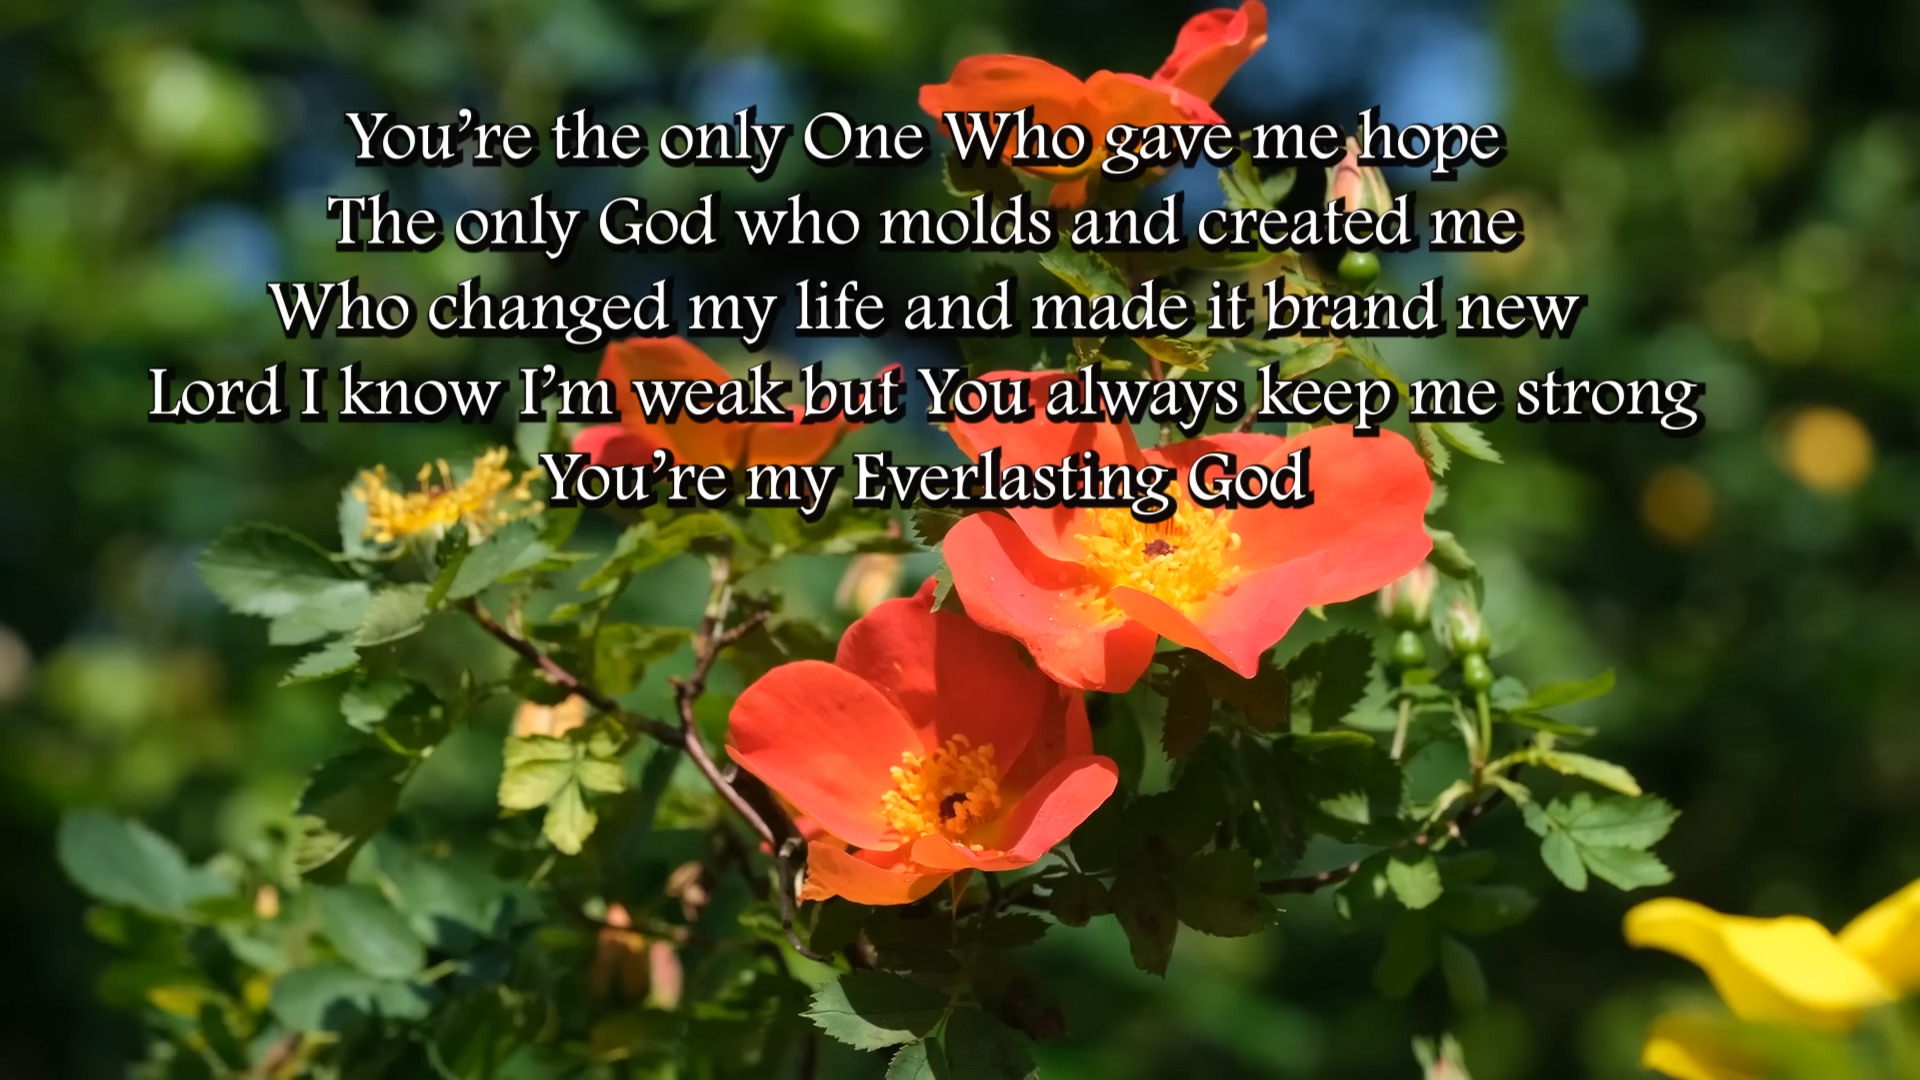 You’re the only One Who gave me hope
The only God who molds and created me
Who changed my life and made it brand new
Lord I know I’m weak but You always keep me strong
You’re my Everlasting God